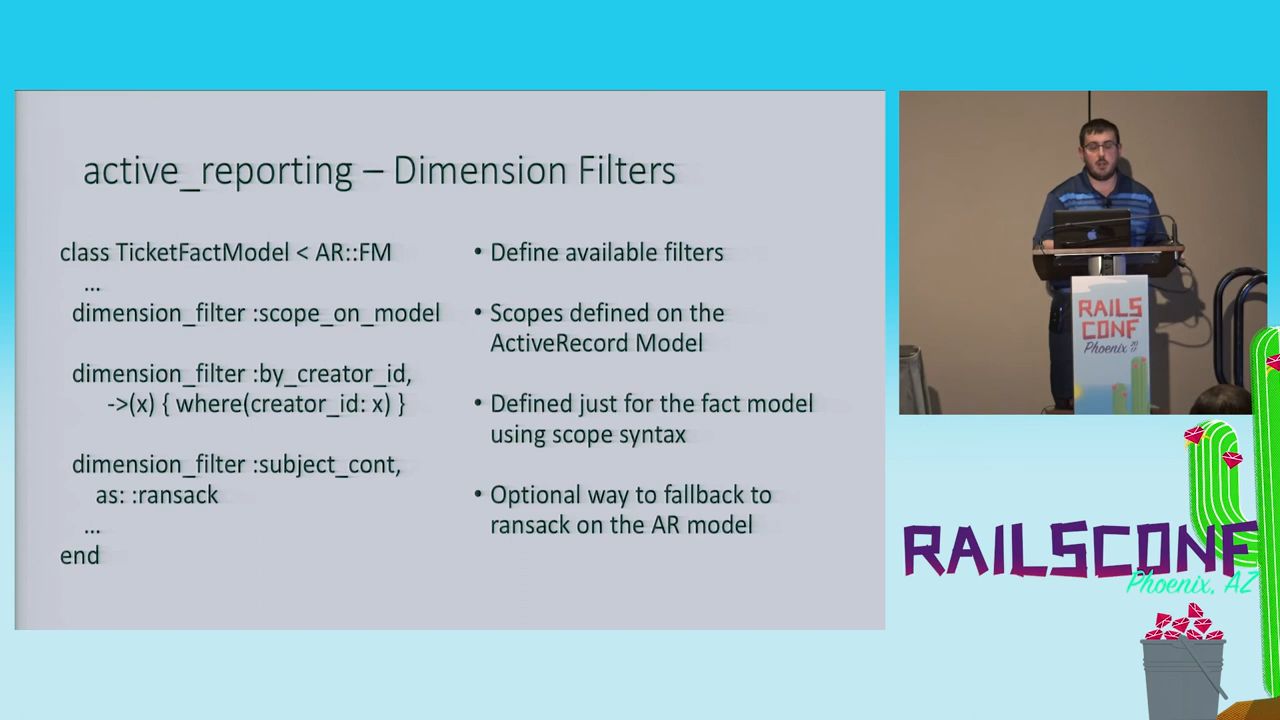 active_reporting – Dimension Filters
class TicketFactModel < AR::FM
...
dimension_filter :scope_on_model
dimension_filter :by_creator_id,
->(x) { where(creator_id: x) }
dimension_filter :subject_cont,
as: :ransack
...
end
• Define available filters
• Scopes defined on the
ActiveRecord Model
• Defined just for the fact model
using scope syntax
• Optional way to fallback to
ransack on the AR model
RAILS
CONF
Phoenix 2017
RAILSCONF
Phoenix, AZ